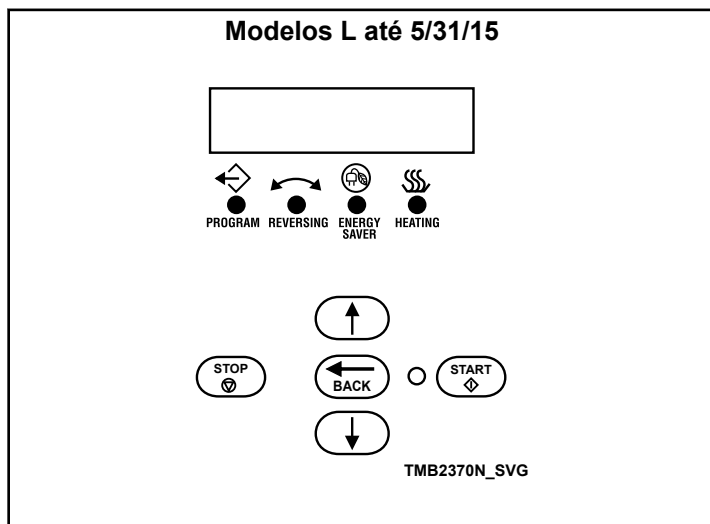 Modelos L até 5/31/15
PROGRAM REVERSING ENERGY SAVER HEATING
STOP
BACK
START
TMB2370N_SVG